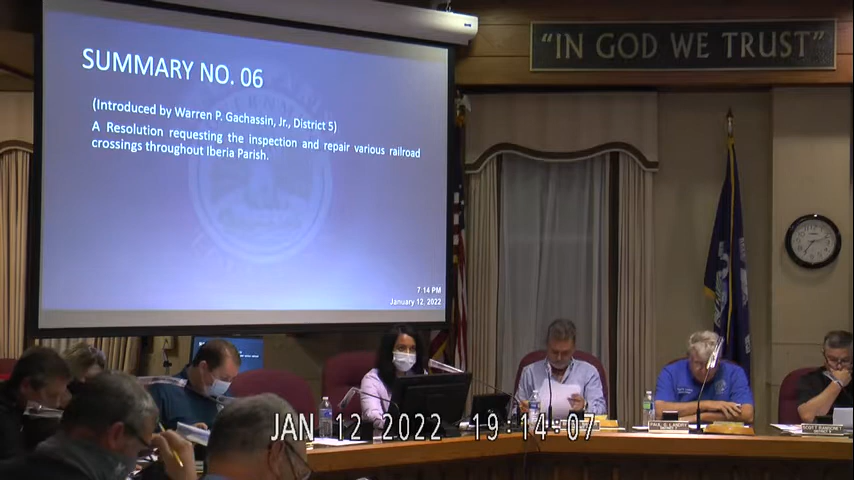 "IN GOD WE TRUST"
SUMMARY NO. 06
(Introduced by Warren P. Gachassin, Jr., District 5)
A Resolution requesting the inspection and repair various railroad
crossings throughout Iberia Parish.
7:14 PM
January 12, 2022
JAN 12 2022 19:14:07
PAUL G. LANDRY